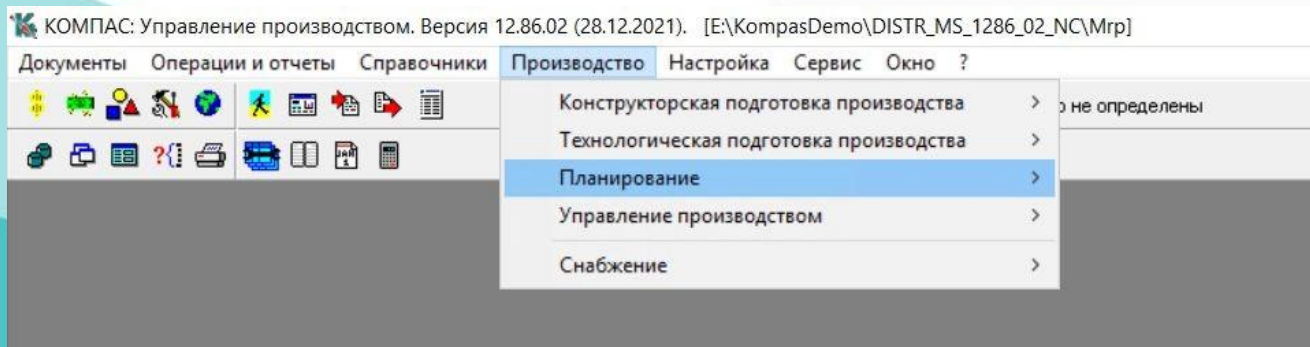 КОМПАС: Управление производством. Версия 12.86.02 (28.12.2021). [E:\KompasDemo\DISTR_MS_1286_02_NC\Mrp]
Документы Операции и отчеты Справочники Производство Настройка Сервис Окно ?
Конструкторская подготовка производства
не определены
Технологическая подготовка производства
Планирование
Управление производством
Снабжение